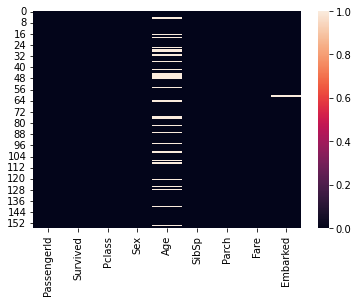 0
8
16
24
32
40
48
56
64
72
80
88
96
104
112
120
128
136
144
152
PassengerId
Survived
Pclass
Sex
Age
SibSp
Parch
Fare
Embarked
1.0
0.8
0.6
0.4
0.2
0.0